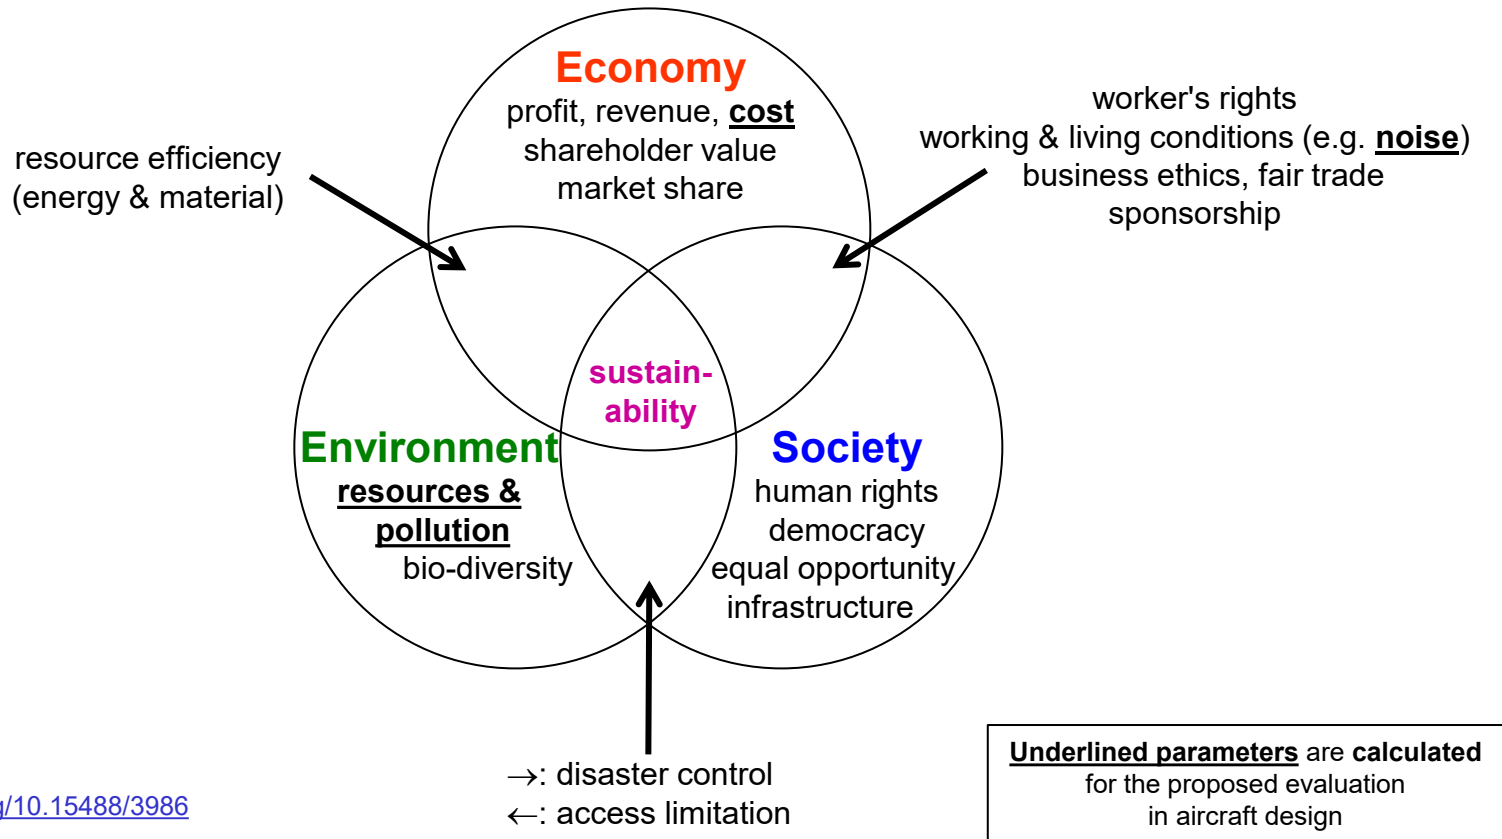 Economy
profit, revenue, cost
shareholder value
market share
resource efficiency
(energy & material)
worker's rights
working & living conditions (e.g. noise)
business ethics, fair trade
sponsorship
sustain-
ability
Environment
resources &
pollution
bio-diversity
Society
human rights
democracy
equal opportunity
infrastructure
→: disaster control
←: access limitation
g/10.15488/3986
Underlined parameters are calculated
for the proposed evaluation
in aircraft design